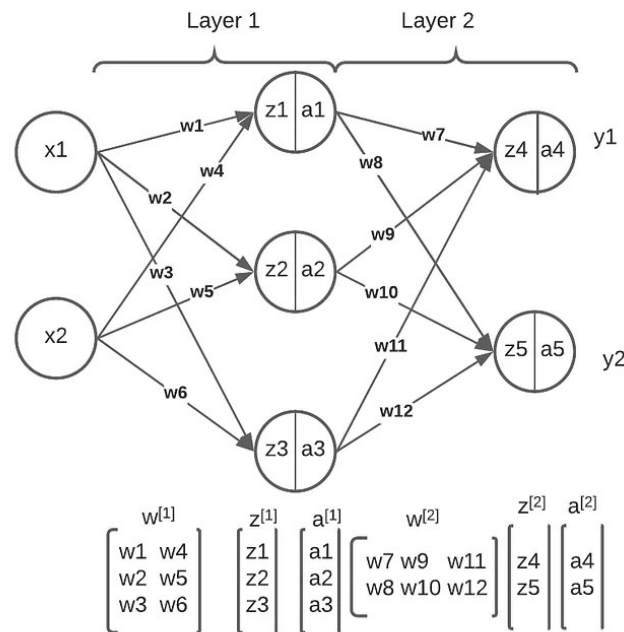 Layer 1 Layer 2
x1 w1 z1 a1 w7 z4 a4 y1
w4 w8
w2
w9
w3 z2 a2
w5 w10
x2 z5 a5 y2
w11
w6 w12
z3 a3
w[1] z[1] a[1] w[2] z[2] a[2]
w1 w4 z1 a1 w7 w9 w11 z4 a4
w2 w5 z2 a2 w8 w10 w12 z5 a5
w3 w6 z3 a3